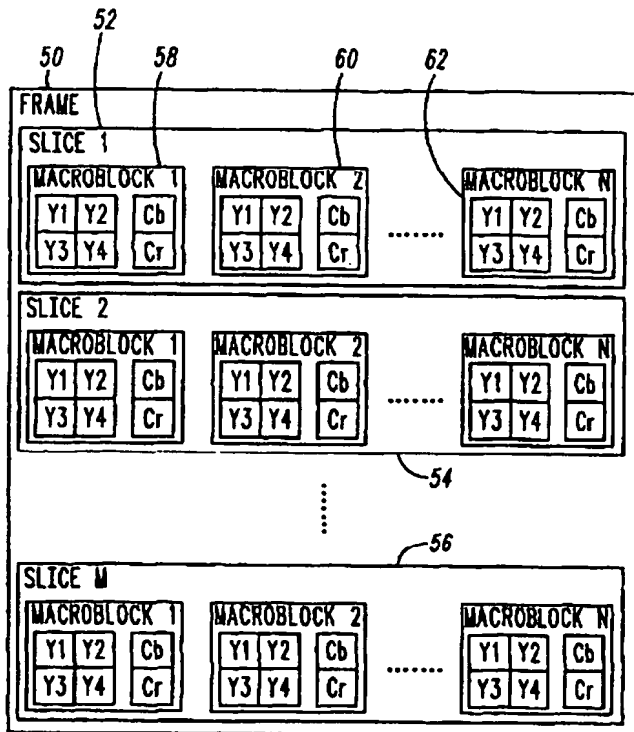 52
50 58 60 62
FRAME
SLICE 1
MACROBLOCK 1 MACROBLOCK 2 MACROBLOCK N
Y1 Y2 Cb Y1 Y2 Cb Y1 Y2 Cb
Y3 Y4 Cr Y3 Y4 Cr. ....... Y3 Y4 Cr
SLICE 2
MACROBLOCK 1 MACROBLOCK 2 MACROBLOCK N
Y1 Y2 Cb Y1 Y2 Cb Y1 Y2 Cb
Y3 Y4 Cr Y3 Y4 Cr ....... Y3 Y4 Cr
54
56
SLICE M
MACROBLOCK 1 MACROBLOCK 2 MACROBLOCK N
Y1 Y2 Cb Y1 Y2 Cb Y1 Y2 Cb
Y3 Y4 Cr Y3 Y4 Cr ....... Y3 Y4 Cr